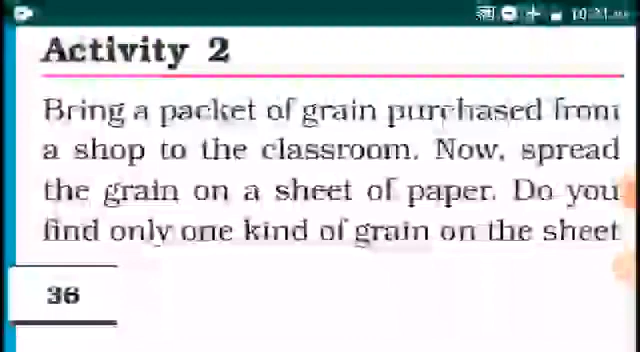 Activity 2
Bring a packet of grain purchased from
a shop to the classroom. Now, spread
the grain on a sheet of paper. Do you
find only one kind of grain on the sheet
36